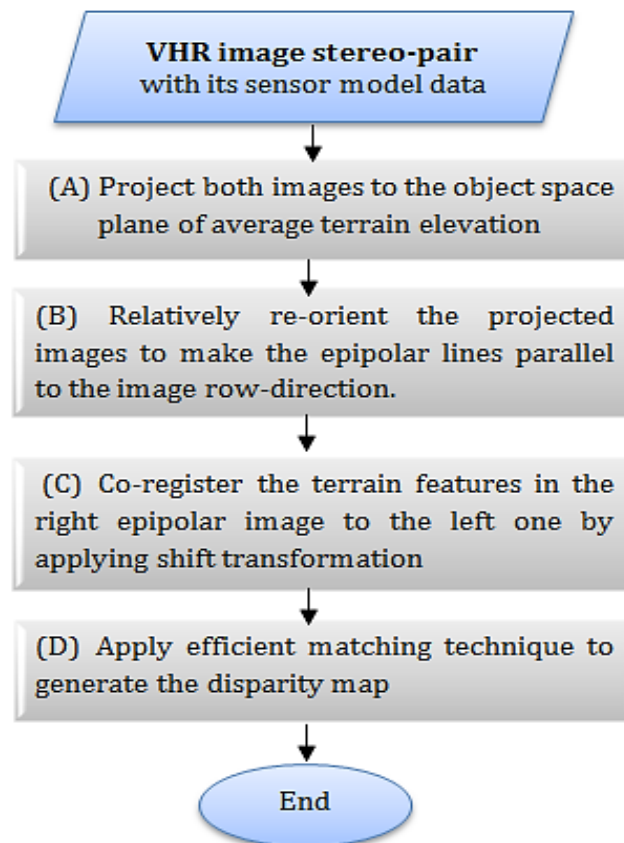 VHR image stereo-pair
with its sensor model data
(A) Project both images to the object space
plane of average terrain elevation
(B) Relatively re-orient the projected
images to make the epipolar lines parallel
to the image row-direction.
(C) Co-register the terrain features in the
right epipolar image to the left one by
applying shift transformation
(D) Apply efficient matching technique to
generate the disparity map
End